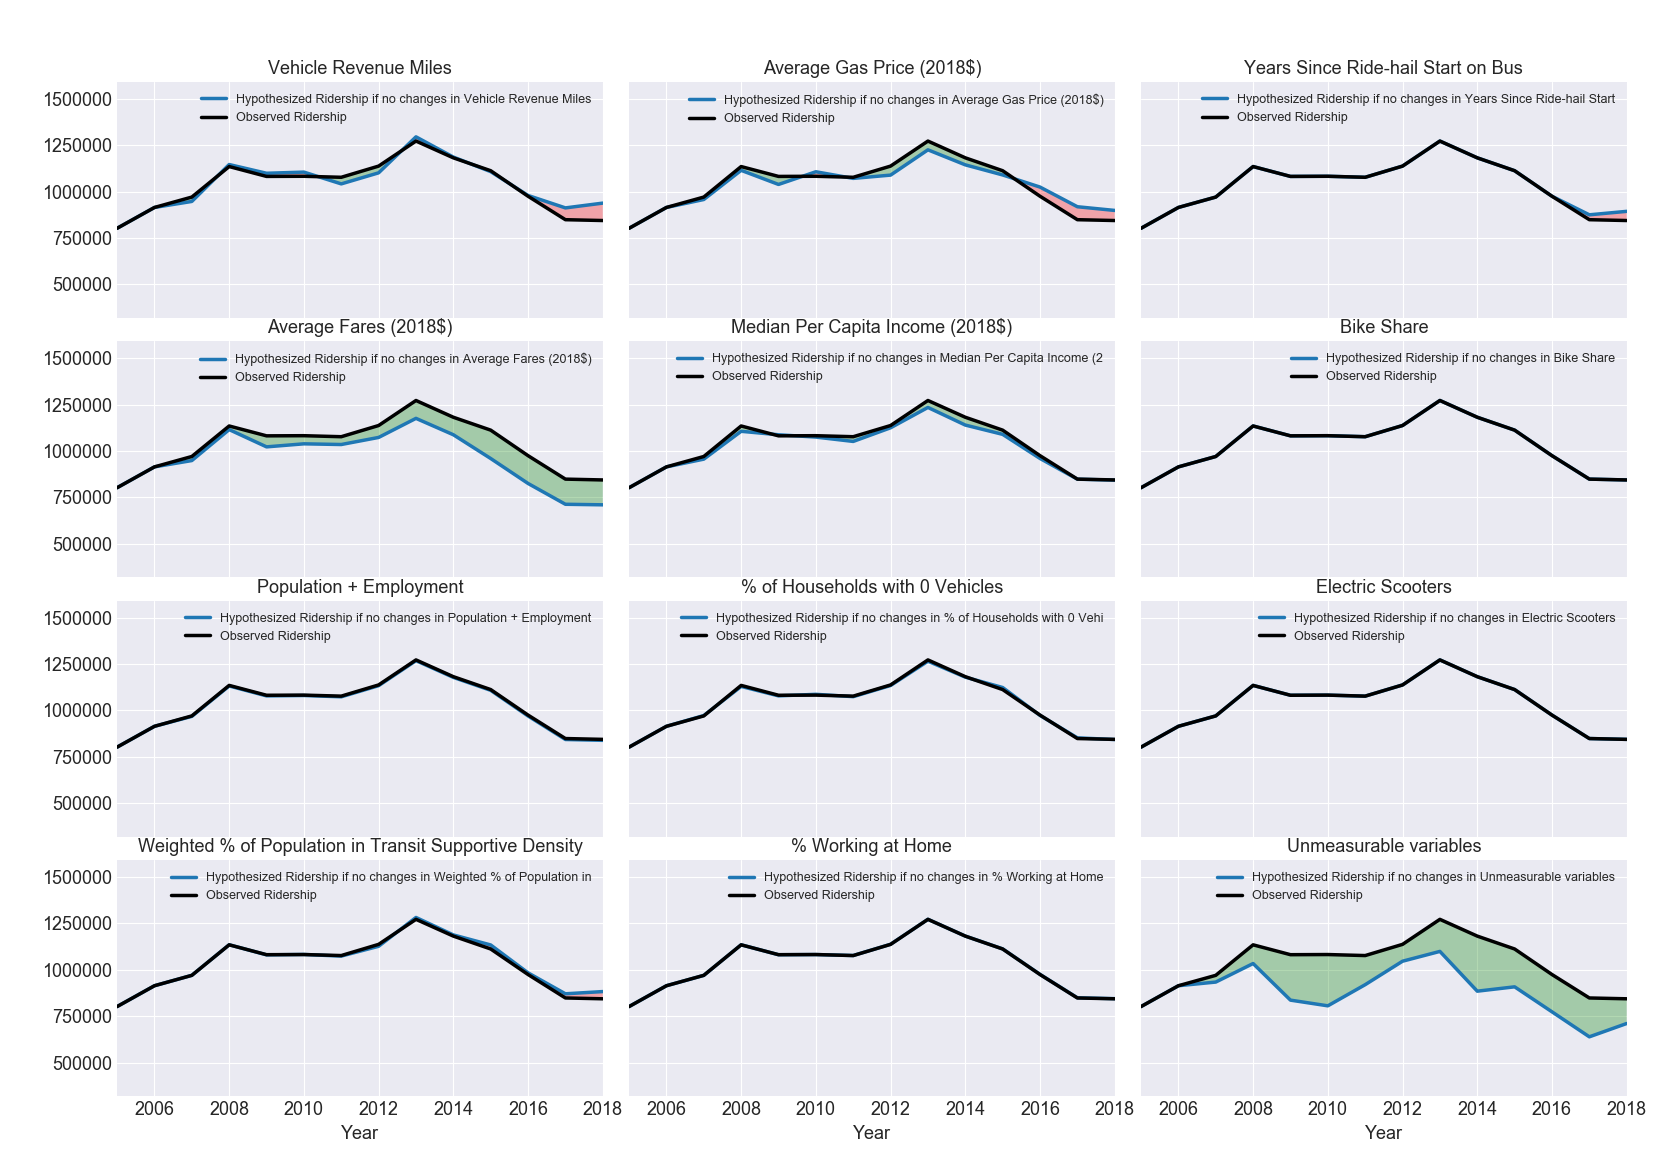 Vehicle Revenue Miles
Average Gas Price (2018$)
Years Since Ride-hail Start on Bus
1500000
1250000
1000000
750000
500000
Hypothesized Ridership if no changes in Vehicle Revenue Miles
Observed Ridership
Hypothesized Ridership if no changes in Average Gas Price (2018$)
Observed Ridership
Hypothesized Ridership if no changes in Years Since Ride-hail Start
Observed Ridership
Average Fares (2018$)
Median Per Capita Income (2018$)
Bike Share
1500000
1250000
1000000
750000
500000
Hypothesized Ridership if no changes in Average Fares (2018$)
Observed Ridership
Hypothesized Ridership if no changes in Median Per Capita Income (2
Observed Ridership
Hypothesized Ridership if no changes in Bike Share
Observed Ridership
Population + Employment
% of Households with 0 Vehicles
Electric Scooters
1500000
1250000
1000000
750000
500000
Hypothesized Ridership if no changes in Population + Employment
Observed Ridership
Hypothesized Ridership if no changes in % of Households with 0 Vehi
Observed Ridership
Hypothesized Ridership if no changes in Electric Scooters
Observed Ridership
Weighted % of Population in Transit Supportive Density
% Working at Home
Unmeasurable variables
1500000
1250000
1000000
750000
500000
Hypothesized Ridership if no changes in Weighted % of Population in
Observed Ridership
Hypothesized Ridership if no changes in % Working at Home
Observed Ridership
Hypothesized Ridership if no changes in Unmeasurable variables
Observed Ridership
2006 2008 2010 2012 2014 2016 2018
2006 2008 2010 2012 2014 2016 2018
2006 2008 2010 2012 2014 2016 2018
Year
Year
Year